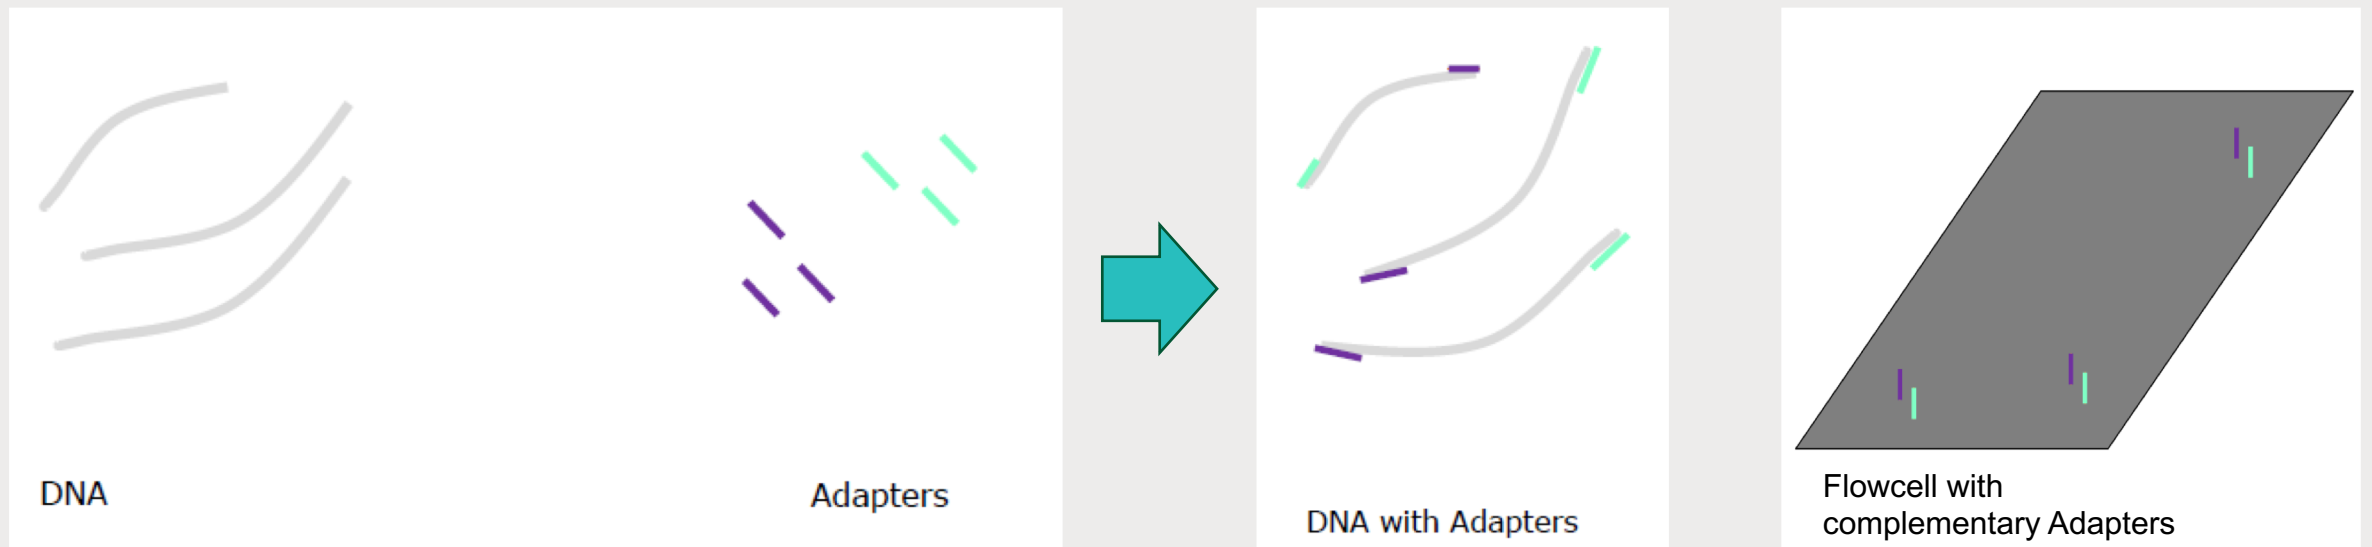 DNA
Adapters
DNA with Adapters
Flowcell with
complementary Adapters